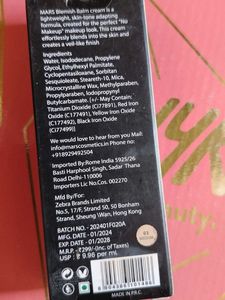 MARS Blemish Balm cream is a
lightweight, skin-tone adapting
formula, created for the perfect "No
Makeup" makeup look. This cream
effortlessly blends into the skin and
creates a well-like finish
Ingredients
Water, Isododecane, Propylene
Glycol, Ethylhexyl Palmitate,
Cyclopentasiloxane, Sorbitan
Sesquioleate, Steareth-10, Mica,
Microcrystalline Wax, Methylparaben,
Propylparaben, Imidazolidinyl
Butylcarbamate. {+/- May Contain:
Titanium Dioxide (CI77891), Red Iron
Oxide (C177491), Yellow Iron Oxide
(CI77492), Black Iron Oxide
(CI77499)}
We would love to hear from you! Mail:
info@marscosmetics.in or Phone
+918929492504
Imported By:Rome India 5925/26
Basti Harphool Singh, Sadar Thana
Road Delhi-110006
Importers Lic No.Cos. 002270
Mfd By/For:
Zebra Brands Limited
No.5, 17/F, Strand 50, 50 Bonham
Strand, Sheung Wan, Hong Kong
BATCH NO. - 202401F020A
MFD. DATE - 01/2024
EXP. DATE - 01/2028
M.R.P -₹299/-(Inc. of Taxes)
USP : ₹ 9.96 per ml
03
MEDIUM
MADE IN P.R.C.